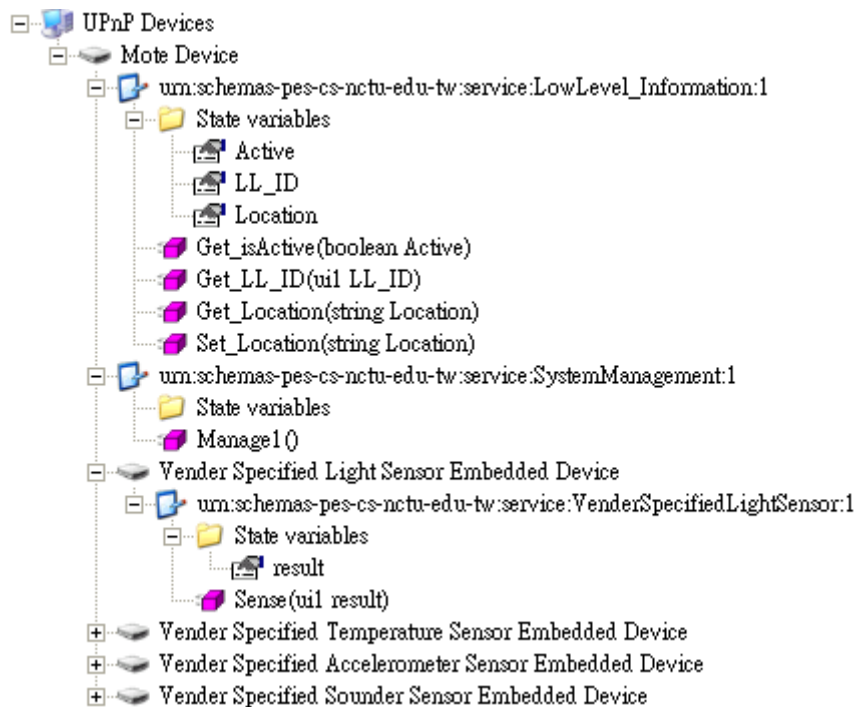 UPnP Devices
Mote Device
urn:schemas-pes-cs-nctu-edu-tw:service:LowLevel_Information:1
State variables
Active
LL_ID
Location
Get_isActive(boolean Active)
Get_LL_ID(ui1 LL_ID)
Get_Location(string Location)
Set_Location(string Location)
urn:schemas-pes-cs-nctu-edu-tw:service:SystemManagement:1
State variables
Manage1()
Vender Specified Light Sensor Embedded Device
urn:schemas-pes-cs-nctu-edu-tw:service:VenderSpecifiedLightSensor:1
State variables
result
Sense(ui1 result)
Vender Specified Temperature Sensor Embedded Device
Vender Specified Accelerometer Sensor Embedded Device
Vender Specified Sounder Sensor Embedded Device